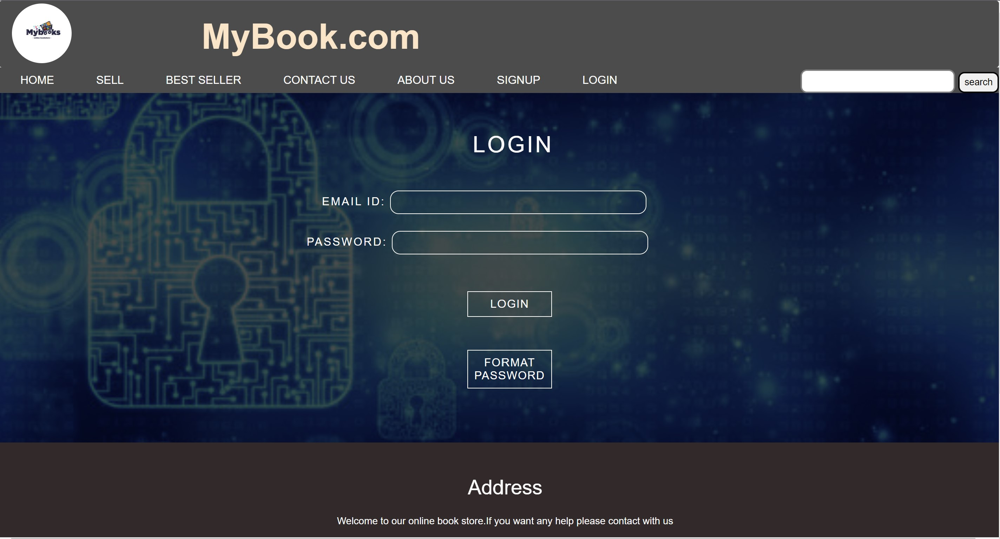 Mybooks
- online bookstore -
MyBook.com
HOME SELL BEST SELLER CONTACT US ABOUT US SIGNUP LOGIN search
LOGIN
EMAIL ID:
PASSWORD:
LOGIN
FORMAT
PASSWORD
Address
Welcome to our online book store.If you want any help please contact with us